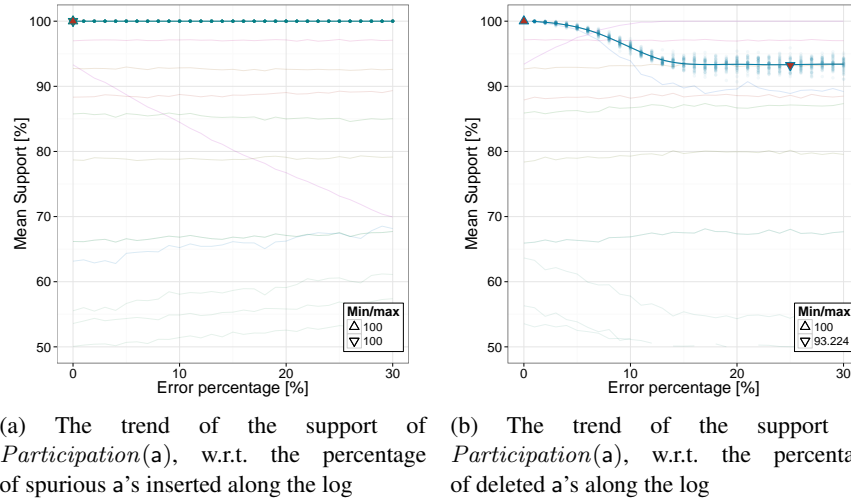 100
90
80
70
60
50
Mean Support [%]
0
10
20
30
Error percentage [%]
Min/max
100
100
100
90
80
70
60
50
Mean Support [%]
0
10
20
30
Error percentage [%]
Min/max
100
93.224
(a) The trend of the support of
Participation(a), w.r.t. the percentage
of spurious a's inserted along the log
(b) The trend of the support
Participation(a), w.r.t. the percenta
of deleted a's along the log